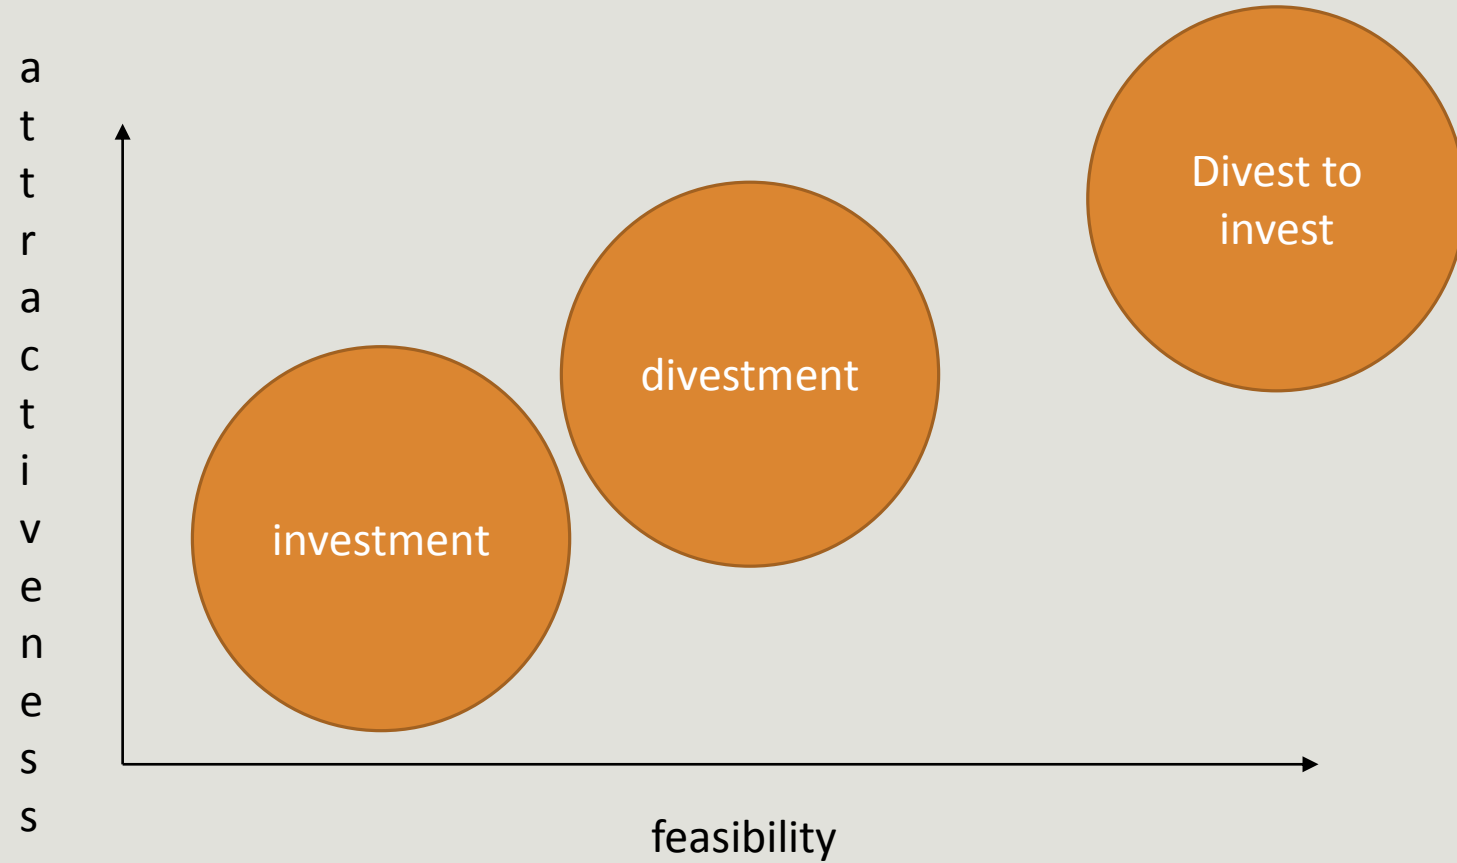 attractiveness
Divest to
invest
divestment
investment
feasibility